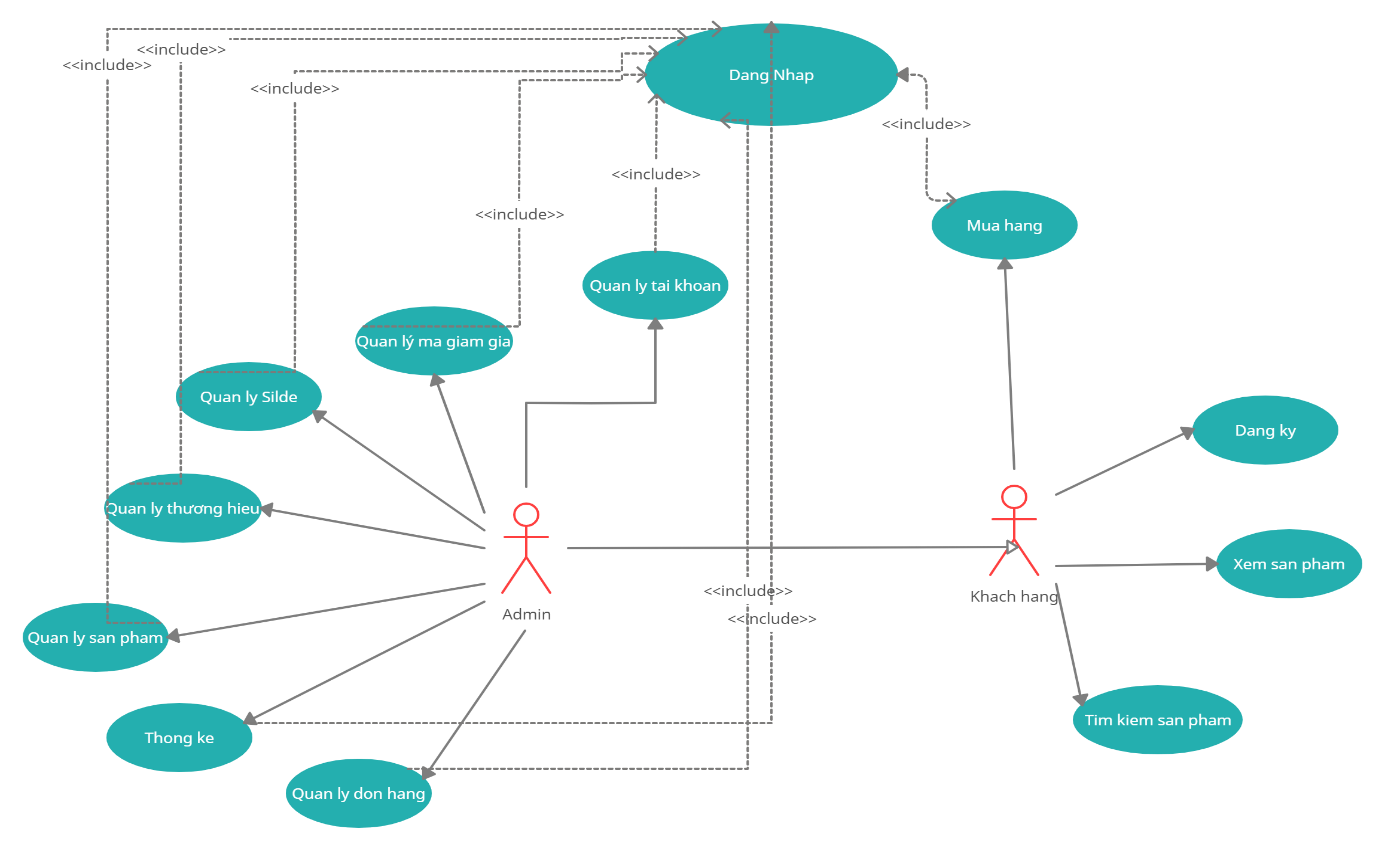 <<include>>
<<include>>
Dang Nhap
<<include>>
<<include>>
<<include>>
<<include>>
Mua hang
Quan ly tai khoan
Quan lý ma giam gia
Quan ly Silde
Dang ky
Quan ly thương hieu
Xem san pham
<<include>>
Khach hang
Admin
<<include>>
Quan ly san pham
Tim kiem san pham
Thong ke
Quan ly don hang